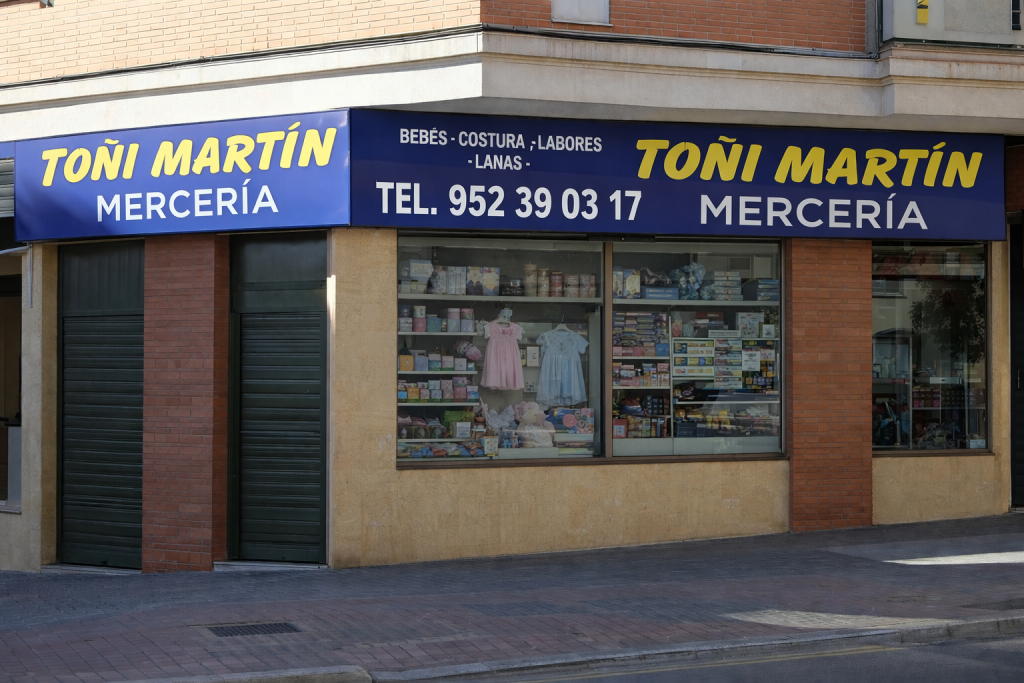 TOÑI MARTÍN
MERCERÍA
BEBÉS - COSTURA - LABORES
- LANAS -
TEL. 952 39 03 17
TOÑI MARTÍN
MERCERÍA